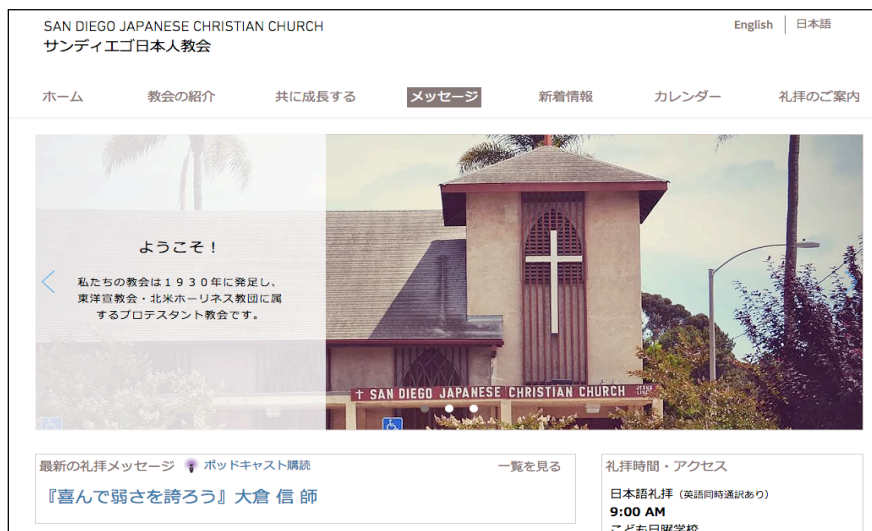 SAN DIEGO JAPANESE CHRISTIAN CHURCH
サンディエゴ日本人教会
English
日本語
ホーム
教会の紹介
共に成長する
メッセージ
新着情報
カレンダー
礼拝のご案内
ようこそ！
私たちの教会は１９３０年に発足し、
東洋宣教会・北米ホーリネス教団に属
するプロテスタント教会です。
SAN DIEGO JAPANESE CHRISTIAN CHURCH
最新の礼拝メッセージ
ポッドキャスト購読
一覧を見る
『喜んで弱さを誇ろう』大倉 信 師
礼拝時間・アクセス
日本語礼拝（英語同時通訳あり）
9:00 AM
こども日曜学校